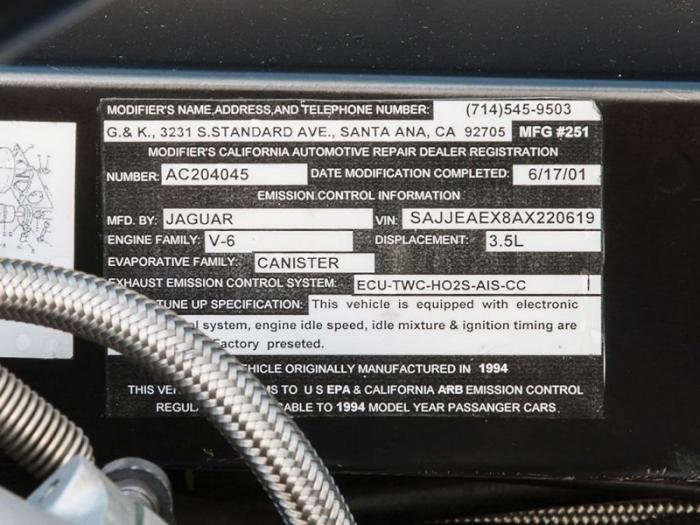 MODIFIER'S NAME,ADDRESS,AND TELEPHONE NUMBER: (714)545-9503
G.& K., 3231 S.STANDARD AVE., SANTA ANA, CA 92705 MFG #251
MODIFIER'S CALIFORNIA AUTOMOTIVE REPAIR DEALER REGISTRATION
NUMBER: AC204045 DATE MODIFICATION COMPLETED: 6/17/01
EMISSION CONTROL INFORMATION
MFD. BY: JAGUAR VIN: SAJJEAEX8AX220619
ENGINE FAMILY: V-6 DISPLACEMENT: 3.5L
EVAPORATIVE FAMILY: CANISTER
EXHAUST EMISSION CONTROL SYSTEM: ECU-TWC-HO2S-AIS-CC
TUNE UP SPECIFICATION: This vehicle is equipped with electronic
system, engine idle speed, idle mixture & ignition timing are
Factory preseted.
VEHICLE ORIGINALLY MANUFACTURED IN 1994
THIS TO U S EPA & CALIFORNIA ARB EMISSION CONTROL
TO 1994 MODEL YEAR PASSANGER CARS.